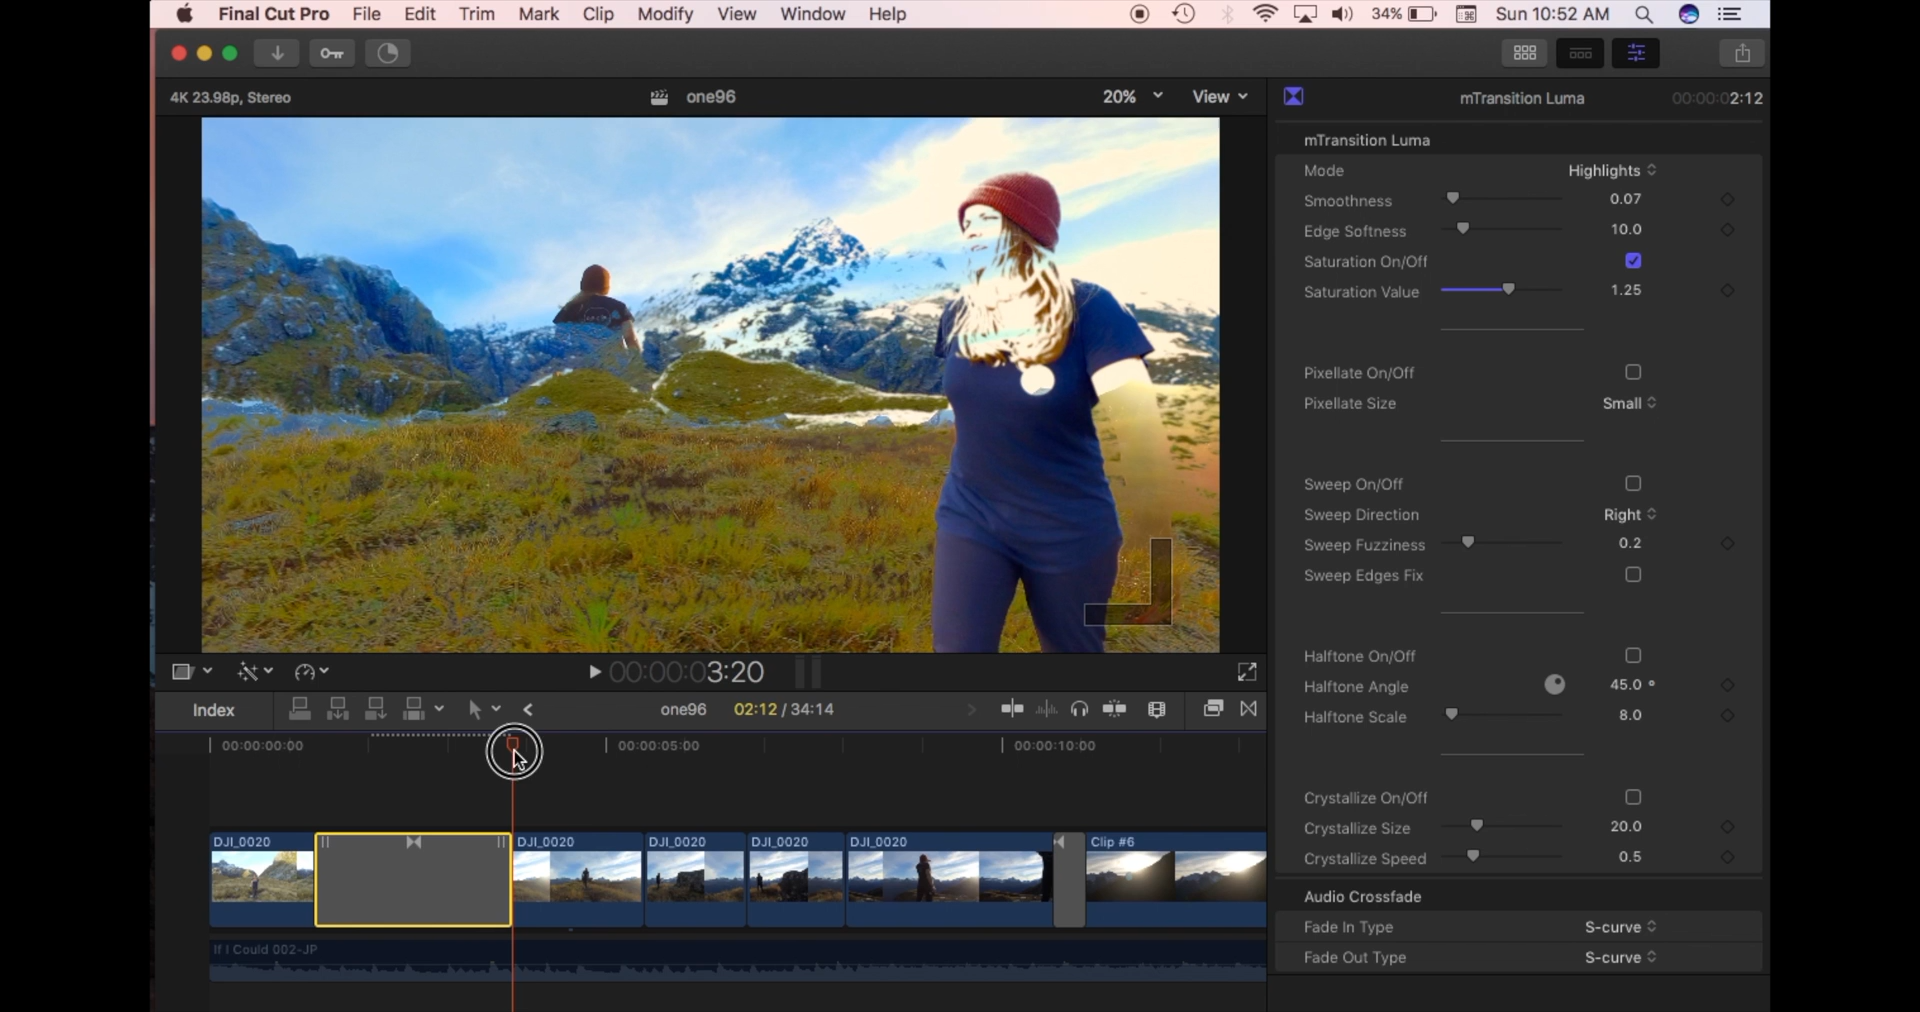 Final Cut Pro File Edit Trim Mark Clip Modify View Window Help 34% Sun 10:52 AM
4K 23.98p, Stereo one96 20% View mTransition Luma 00:00:02:12
mTransition Luma
Mode Highlights
Smoothness 0.07
Edge Softness 10.0
Saturation On/Off
Saturation Value 1.25
Pixellate On/Off
Pixellate Size Small
Sweep On/Off
Sweep Direction Right
Sweep Fuzziness 0.2
Sweep Edges Fix
Halftone On/Off
Halftone Angle 45.0 °
Halftone Scale 8.0
Crystallize On/Off
Crystallize Size 20.0
Crystallize Speed 0.5
Audio Crossfade
Fade In Type S-curve
Fade Out Type S-curve
00:00:03:20
Index one96 02:12 / 34:14
00:00:00:00 00:00:05:00 00:00:10:00
DJI_0020 DJI_0020 DJI_0020 DJI_0020 DJI_0020 Clip #6
If I Could 002-JP